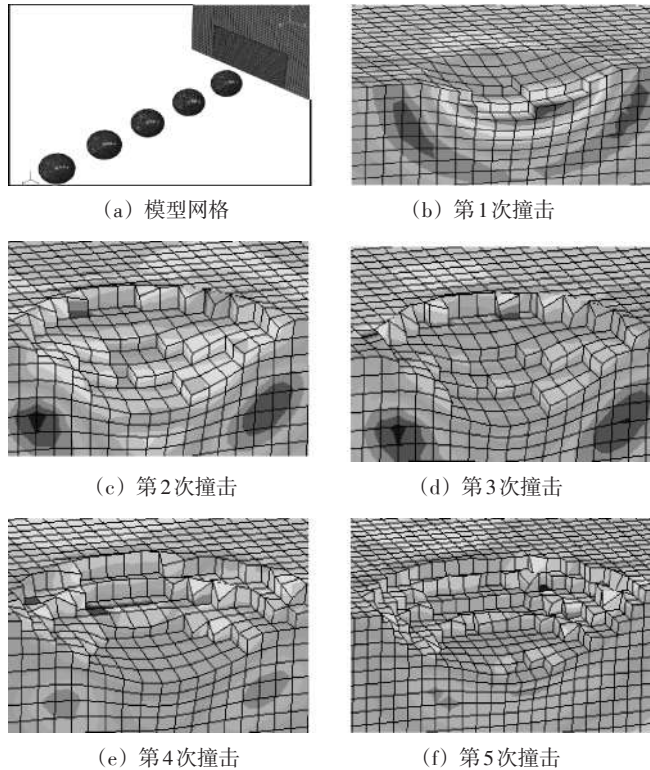 (a) 模型网格
(b) 第1次撞击
(c) 第2次撞击
(d) 第3次撞击
(e) 第4次撞击
(f) 第5次撞击